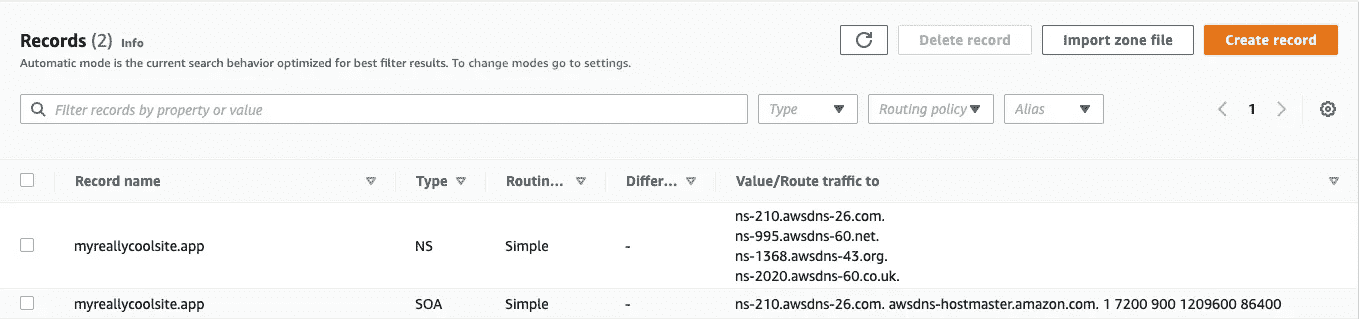 Records (2) Info
Delete record
Import zone file
Create record
Automatic mode is the current search behavior optimized for best filter results. To change modes go to settings.
Filter records by property or value
Type
Routing policy
Alias
1
Record name
Type
Routin...
Differ...
Value/Route traffic to
myreallycoolsite.app
NS
Simple
-
ns-210.awsdns-26.com.
ns-995.awsdns-60.net.
ns-1368.awsdns-43.org.
ns-2020.awsdns-60.co.uk.
myreallycoolsite.app
SOA
Simple
-
ns-210.awsdns-26.com. awsdns-hostmaster.amazon.com. 1 7200 900 1209600 86400